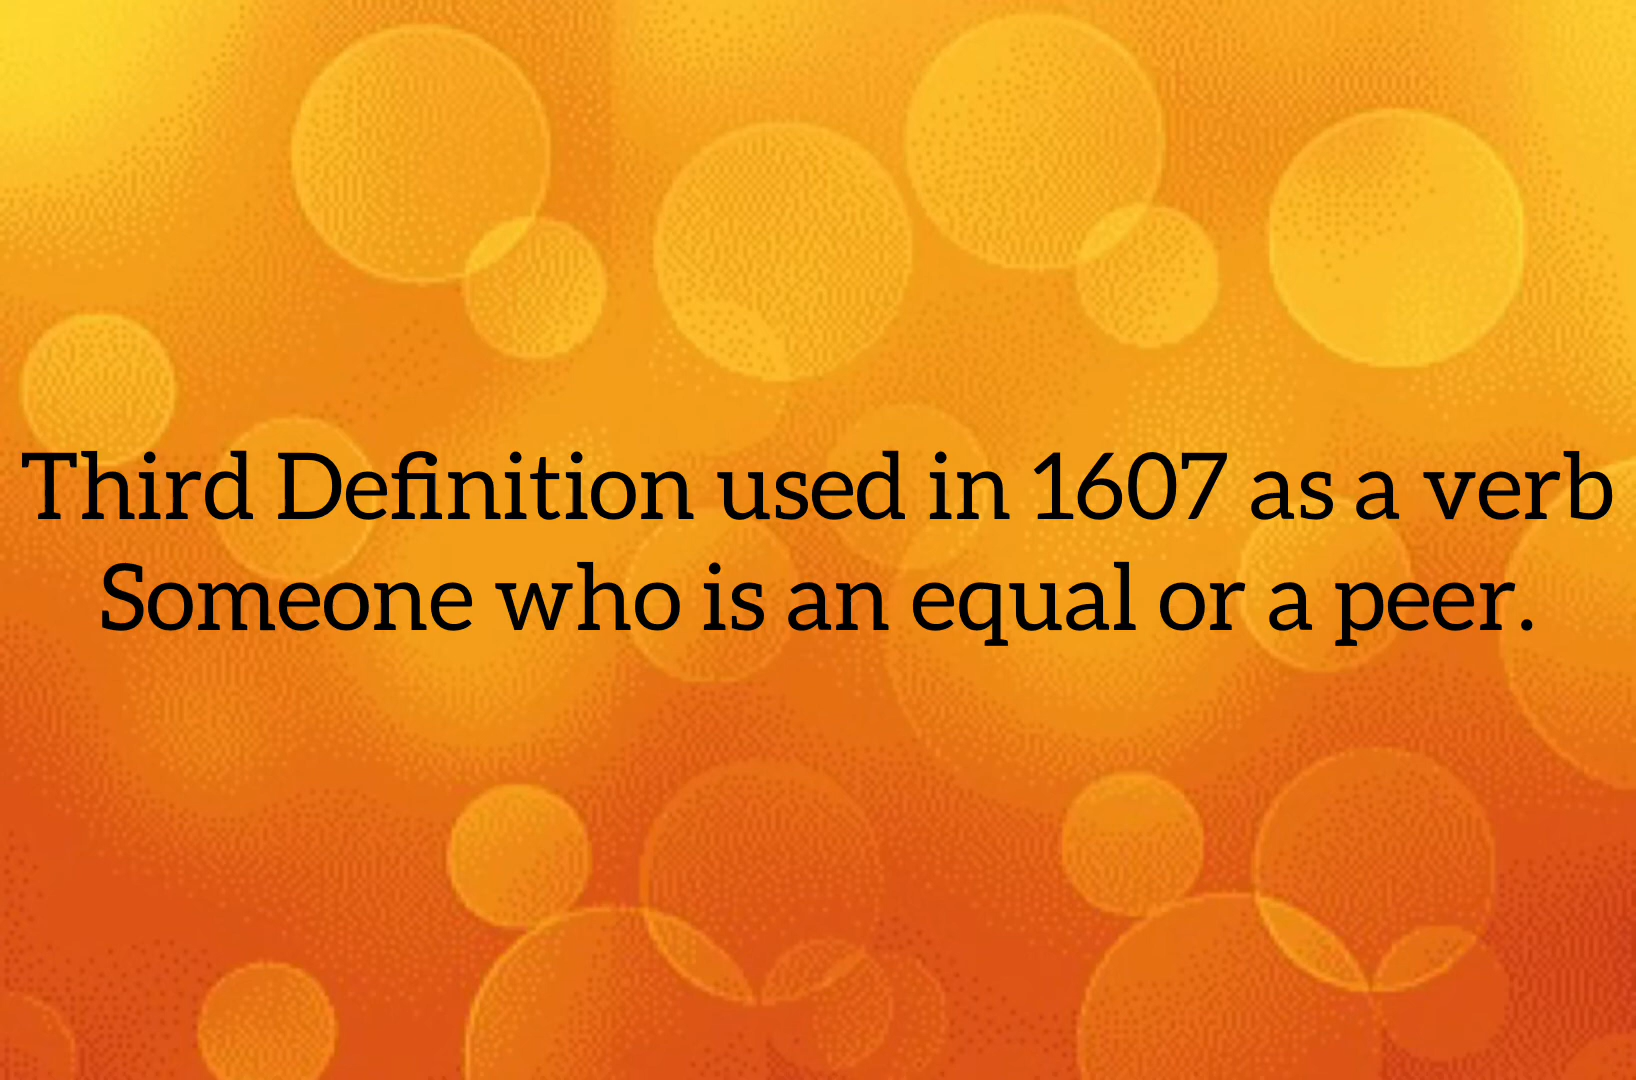 Third Definition used in 1607 as a verb
Someone who is an equal or a peer.